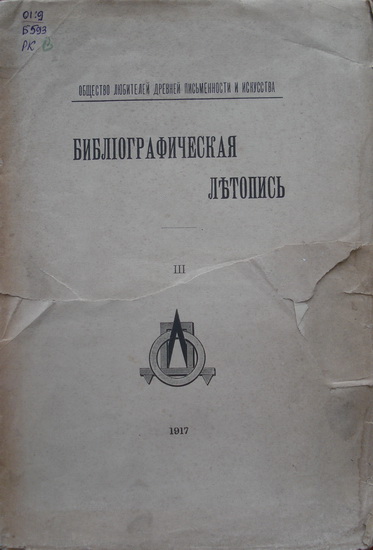 01:9
Б593
РК В
ОБЩЕСТВО ЛЮБИТЕЛЕЙ ДРЕВНЕЙ ПИСЬМЕННОСТИ И ИСКУССТВА
БИБЛІОГРАФИЧЕСКАЯ
ЛѢТОПИСЬ
III
1917